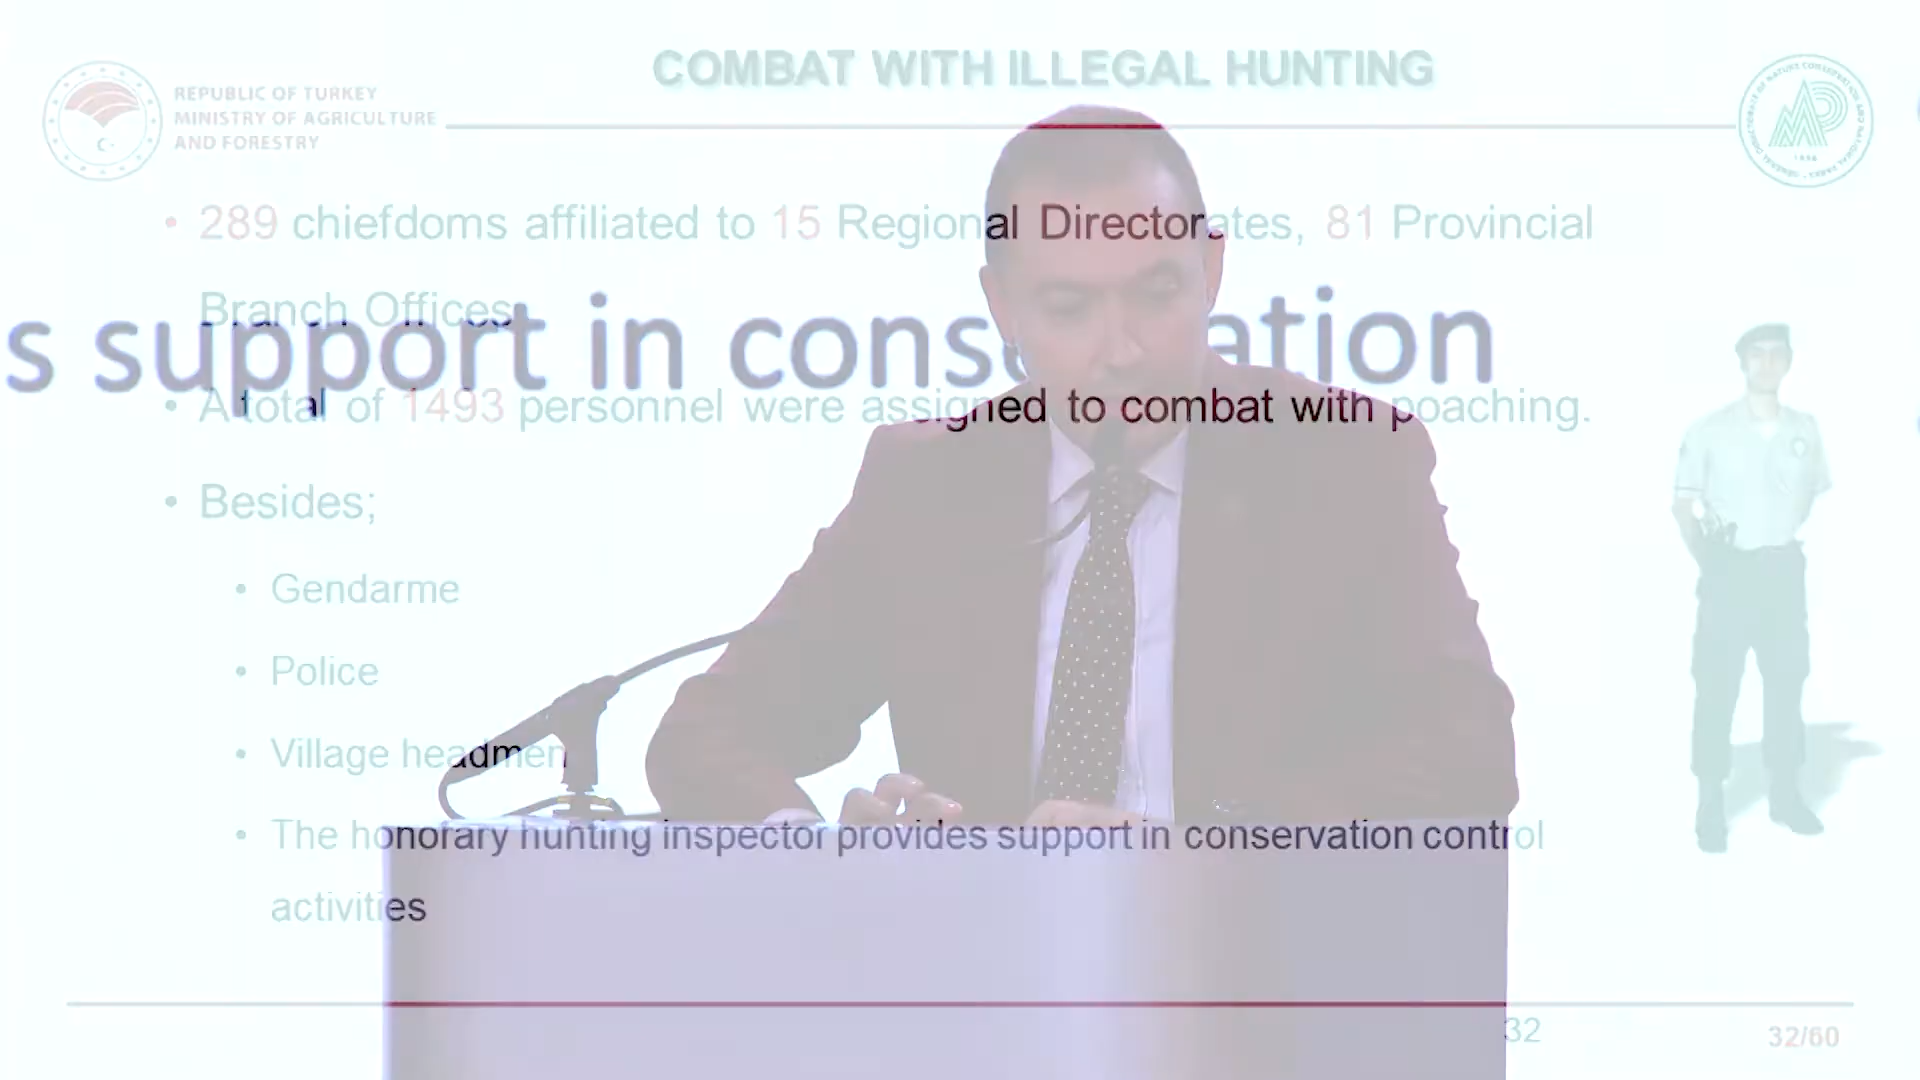 COMBAT WITH ILLEGAL HUNTING
REPUBLIC OF TURKEY
MINISTRY OF AGRICULTURE
AND FORESTRY
• 289 chiefdoms affiliated to 15 Regional Directorates, 81 Provincial
Branch Offices
s support in conservation
• A total of 1493 personnel were assigned to combat with poaching.
• Besides;
• Gendarme
• Police
• Village headmen
• The honorary hunting inspector provides support in conservation control
activities
32
32/60